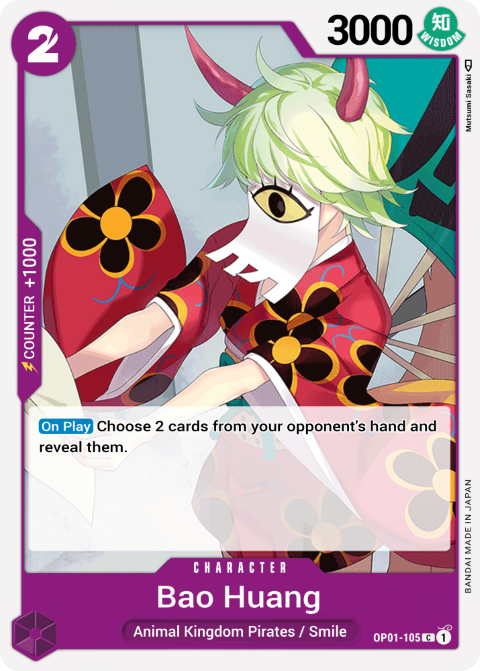 2
3000
知
WISDOM
Mutsumi Sasaki
COUNTER +1000
On Play Choose 2 cards from your opponent's hand and
reveal them.
BANDAI MADE IN JAPAN
CHARACTER
Bao Huang
Animal Kingdom Pirates / Smile
OP01-105 C 1